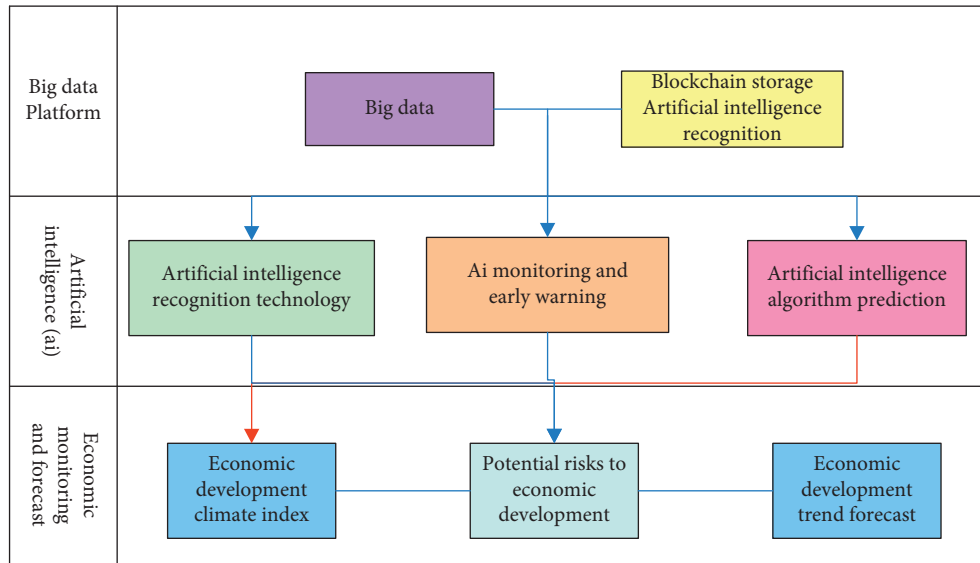 Big data
Platform
Big data
Blockchain storage
Artificial intelligence
recognition
Artificial
intelligence (ai)
Artificial intelligence
recognition technology
Ai monitoring and
early warning
Artificial intelligence
algorithm prediction
Economic
monitoring
and forecast
Economic
development
climate index
Potential risks to
economic
development
Economic
development
trend forecast